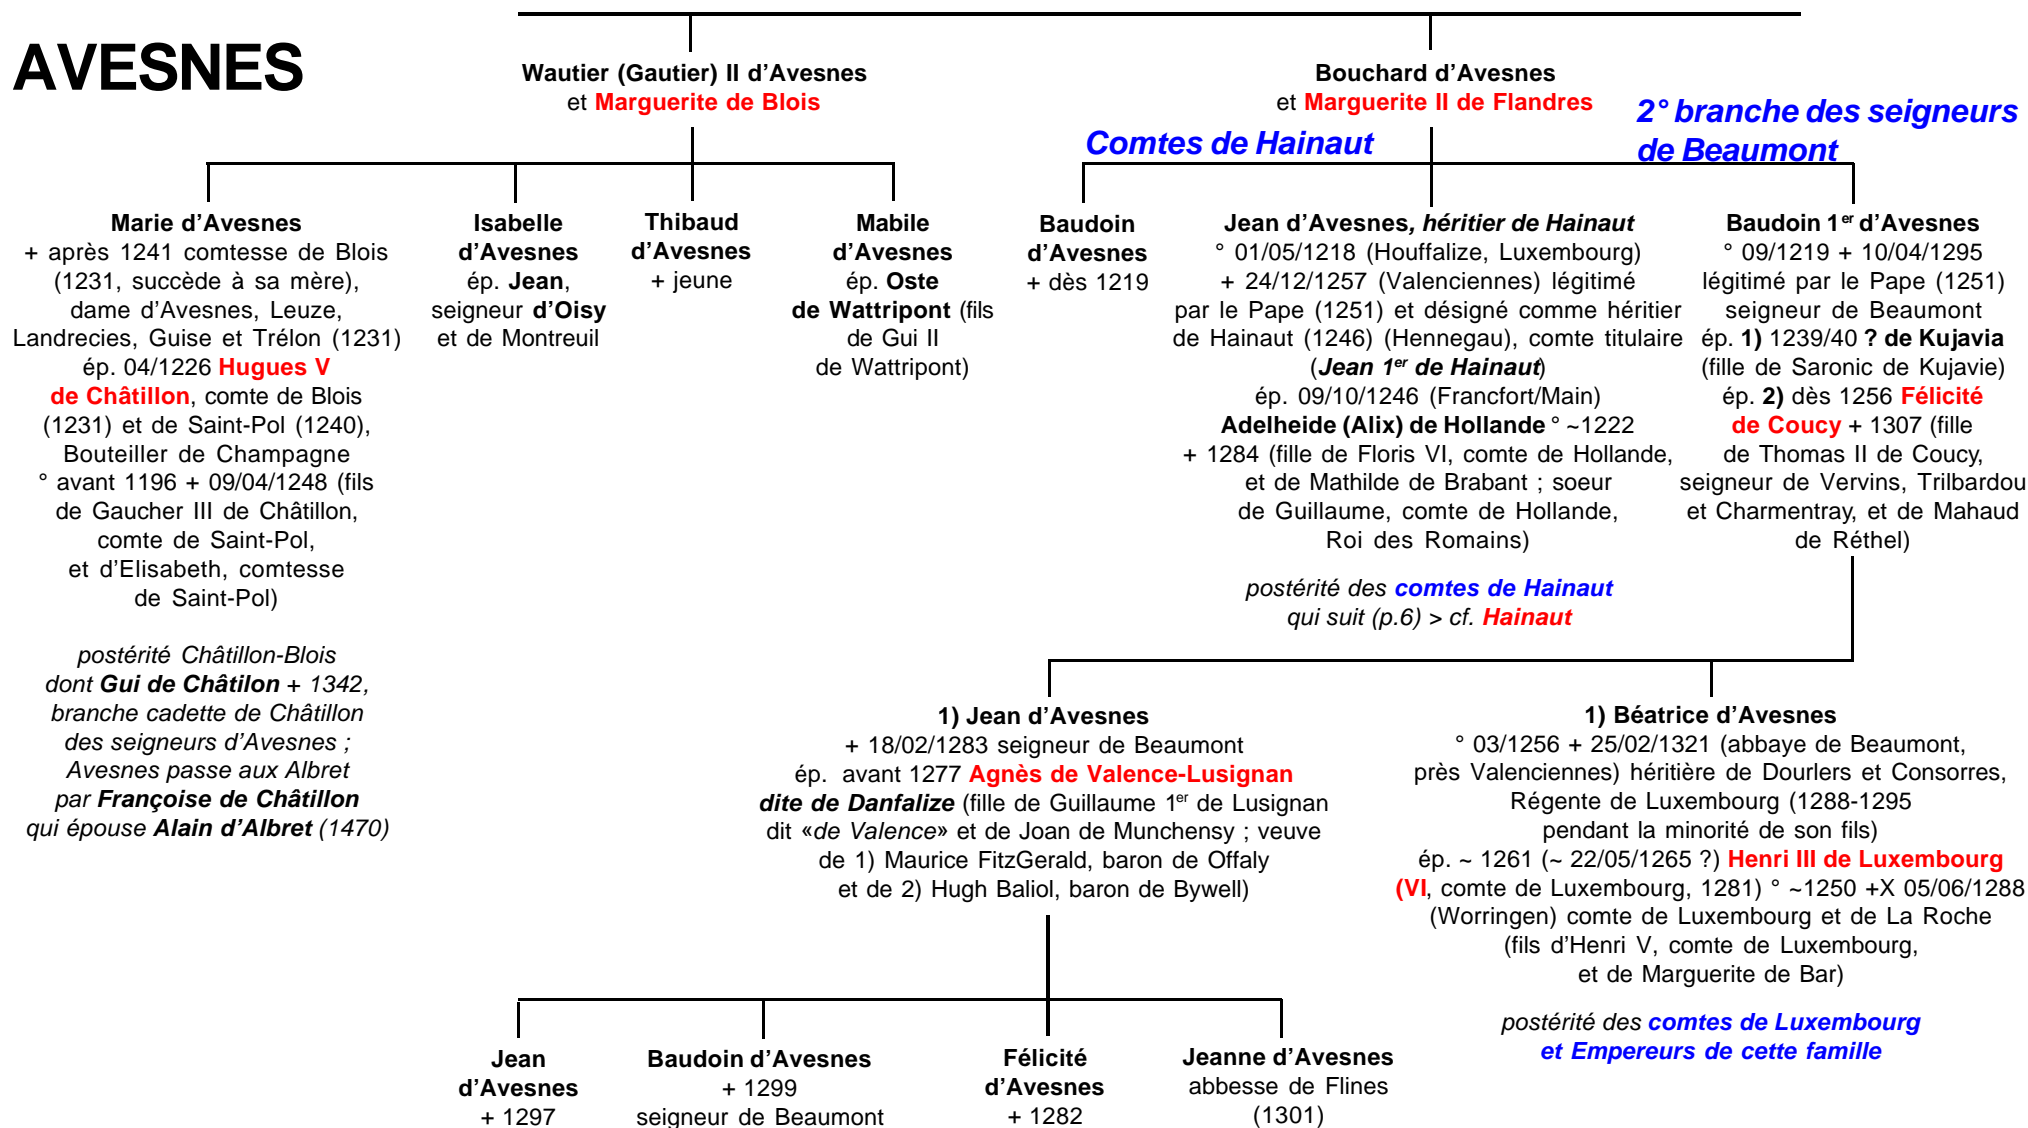 AVESNES
Wautier (Gautier) II d’Avesnes
et Marguerite de Blois
Bouchard d’Avesnes
et Marguerite II de Flandres
Comtes de Hainaut
2° branche des seigneurs
de Beaumont
Marie d’Avesnes
+ après 1241 comtesse de Blois
(1231, succède à sa mère),
dame d’Avesnes, Leuze,
Landrecies, Guise et Trélon (1231)
ép. 04/1226 Hugues V
de Châtillon, comte de Blois
(1231) et de Saint-Pol (1240),
Bouteiller de Champagne
° avant 1196 + 09/04/1248 (fils
de Gaucher III de Châtillon,
comte de Saint-Pol,
et d’Elisabeth, comtesse
de Saint-Pol)
postérité Châtillon-Blois
dont Gui de Châtilon + 1342,
branche cadette de Châtillon
des seigneurs d’Avesnes ;
Avesnes passe aux Albret
par Françoise de Châtillon
qui épouse Alain d’Albret (1470)
Isabelle
d’Avesnes
ép. Jean,
seigneur d’Oisy
et de Montreuil
Thibaud
d’Avesnes
+ jeune
Mabile
d’Avesnes
ép. Oste
de Wattripont (fils
de Gui II
de Wattripont)
Baudoin
d’Avesnes
+ dès 1219
Jean d’Avesnes, héritier de Hainaut
° 01/05/1218 (Houffalize, Luxembourg)
+ 24/12/1257 (Valenciennes) légitimé
par le Pape (1251) et désigné comme héritier
de Hainaut (1246) (Hennegau), comte titulaire
(Jean 1er de Hainaut)
ép. 09/10/1246 (Francfort/Main)
Adelheide (Alix) de Hollande ° ~1222
+ 1284 (fille de Floris VI, comte de Hollande,
et de Mathilde de Brabant ; soeur
de Guillaume, comte de Hollande,
Roi des Romains)
postérité des comtes de Hainaut
qui suit (p.6) > cf. Hainaut
Baudoin 1er d’Avesnes
° 09/1219 + 10/04/1295
légitimé par le Pape (1251)
seigneur de Beaumont
ép. 1) 1239/40 ? de Kujavia
(fille de Saronic de Kujavie)
ép. 2) dès 1256 Félicité
de Coucy + 1307 (fille
de Thomas II de Coucy,
seigneur de Vervins, Trilbardou
et Charmentray, et de Mahaud
de Réthel)
1) Jean d’Avesnes
+ 18/02/1283 seigneur de Beaumont
ép. avant 1277 Agnès de Valence-Lusignan
dite de Danfalize (fille de Guillaume 1er de Lusignan
dit «de Valence» et de Joan de Munchensy ; veuve
de 1) Maurice FitzGerald, baron de Offaly
et de 2) Hugh Baliol, baron de Bywell)
1) Béatrice d’Avesnes
° 03/1256 + 25/02/1321 (abbaye de Beaumont,
près Valenciennes) héritière de Dourlers et Consorres,
Régente de Luxembourg (1288-1295
pendant la minorité de son fils)
ép. ~ 1261 (~ 22/05/1265 ?) Henri III de Luxembourg
(VI, comte de Luxembourg, 1281) ° ~1250 +X 05/06/1288
(Worringen) comte de Luxembourg et de La Roche
(fils d’Henri V, comte de Luxembourg,
et de Marguerite de Bar)
postérité des comtes de Luxembourg
et Empereurs de cette famille
Jean
d’Avesnes
+ 1297
Baudoin d’Avesnes
+ 1299
seigneur de Beaumont
Félicité
d’Avesnes
+ 1282
Jeanne d’Avesnes
abbesse de Flines
(1301)